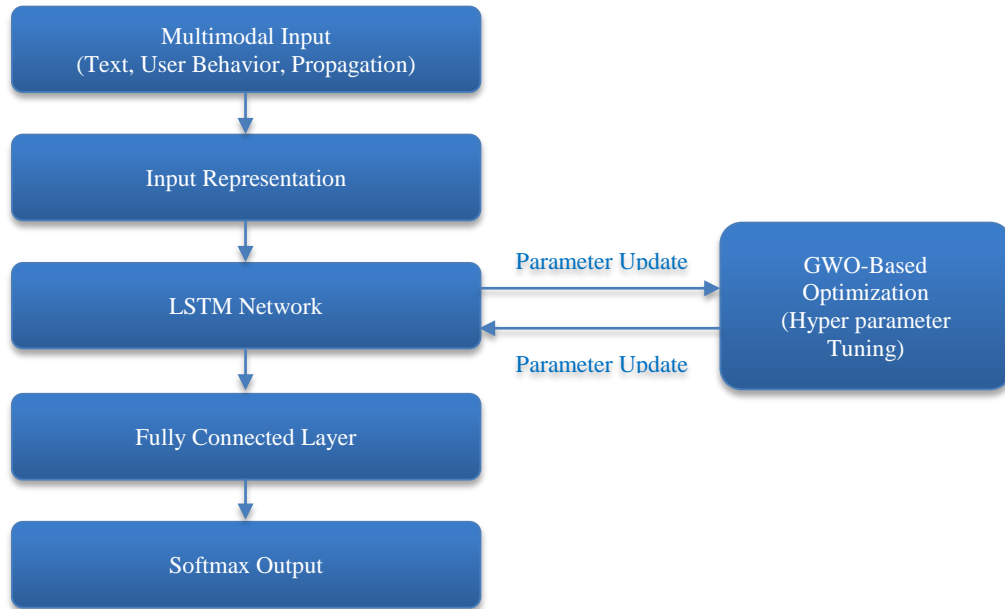 Multimodal Input
(Text, User Behavior, Propagation)
Input Representation
LSTM Network
Parameter Update
Parameter Update
GWO-Based
Optimization
(Hyper parameter
Tuning)
Fully Connected Layer
Softmax Output